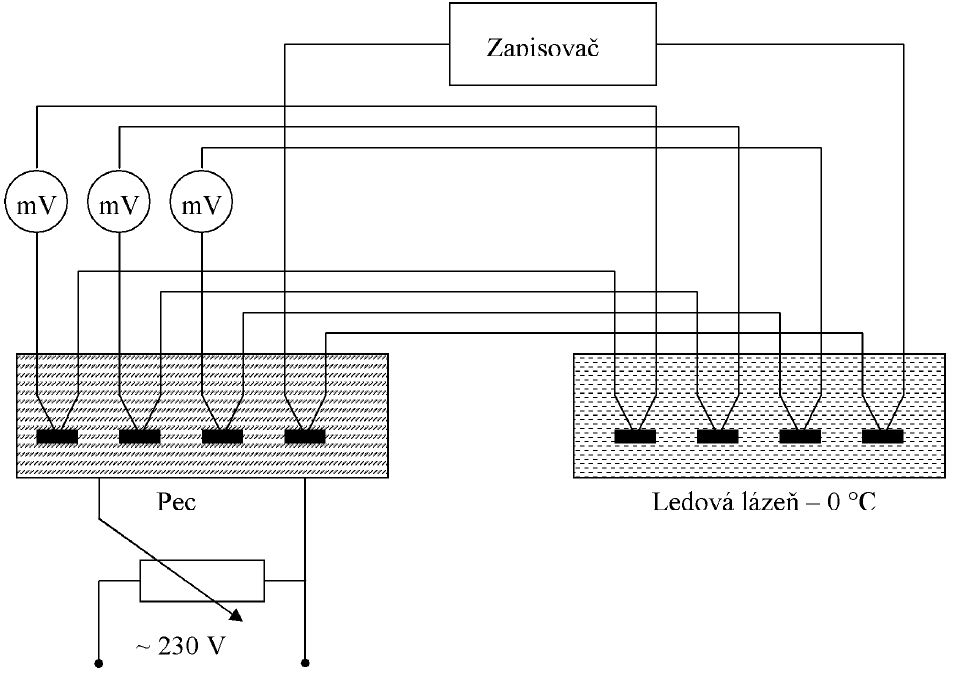 Zapisovač
mV
mV
mV
Pec
Ledová lázeň – 0 °C
~ 230 V